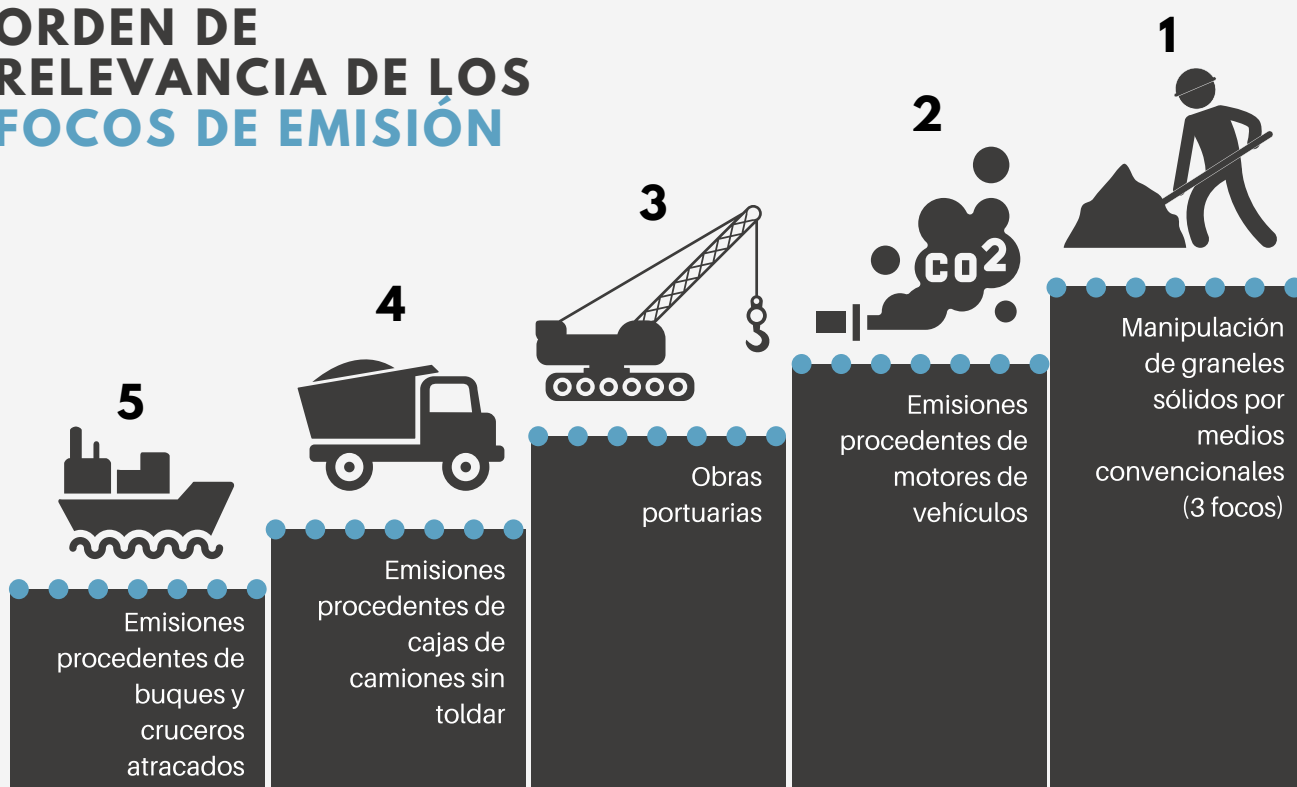 ORDEN DE
RELEVANCIA DE LOS
FOCOS DE EMISIÓN
1
Manipulación
de graneles
sólidos por
medios
convencionales
(3 focos)
2
CO2
Emisiones
procedentes de
motores de
vehículos
3
Obras
portuarias
4
Emisiones
procedentes de
cajas de
camiones sin
toldar
5
Emisiones
procedentes de
buques y
cruceros
atracados